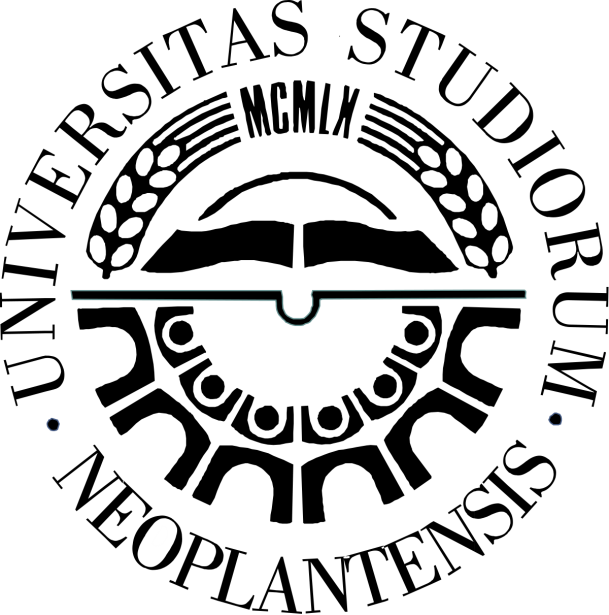 UNIVERSITAS STUDIORUM
MCMLX
· NEOPLANTENSIS ·